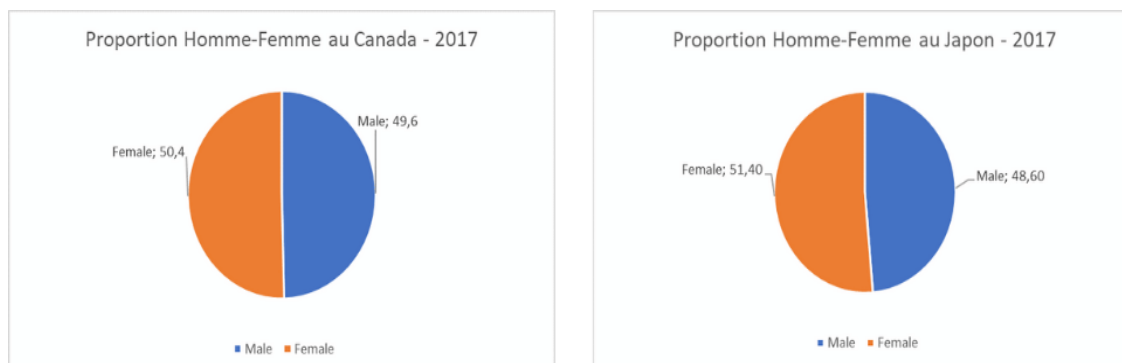 Proportion Homme-Femme au Canada - 2017
Male; 49,6
Female; 50,4
Male Female
Proportion Homme-Femme au Japon - 2017
Female; 51,40
Male; 48,60
Male Female